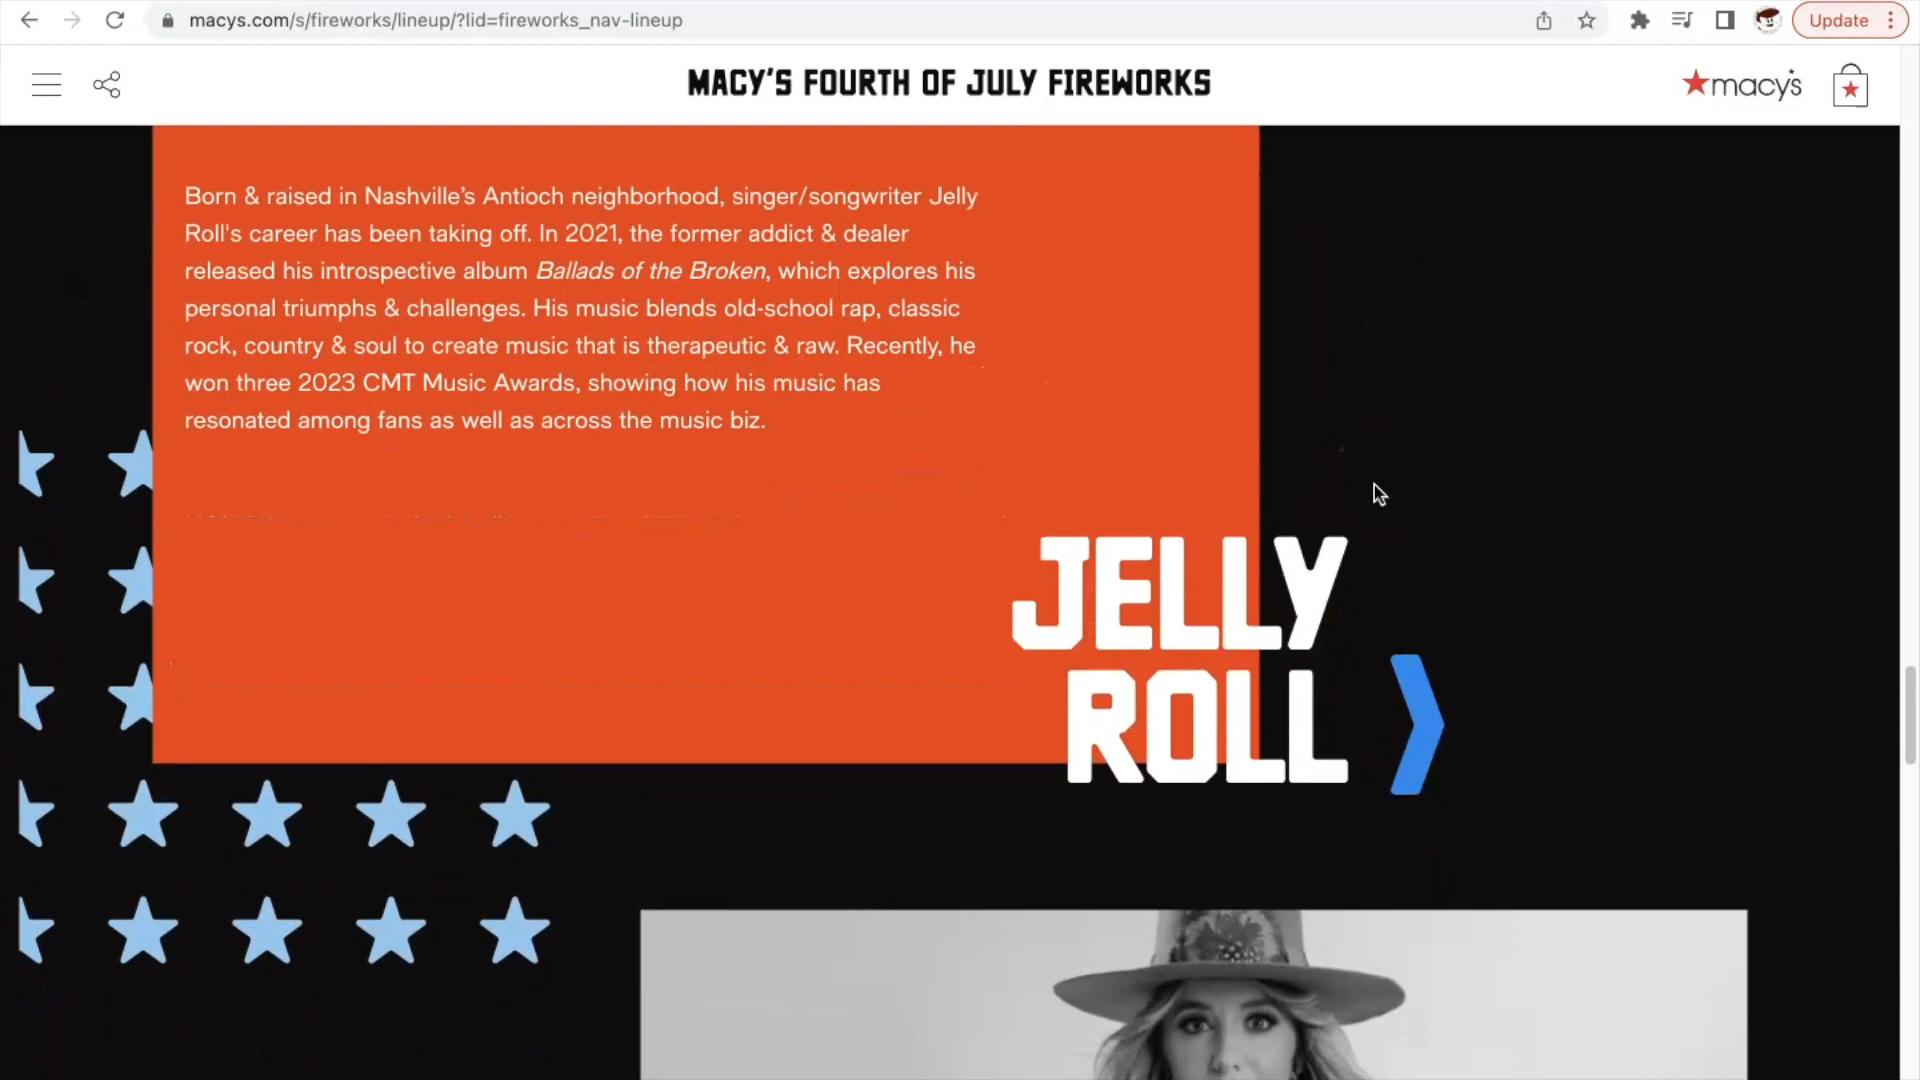 macys.com/s/fireworks/lineup/?lid=fireworks_nav-lineup
Update
MACY'S FOURTH OF JULY FIREWORKS
macy's
Born & raised in Nashville's Antioch neighborhood, singer/songwriter Jelly
Roll's career has been taking off. In 2021, the former addict & dealer
released his introspective album Ballads of the Broken, which explores his
personal triumphs & challenges. His music blends old-school rap, classic
rock, country & soul to create music that is therapeutic & raw. Recently, he
won three 2023 CMT Music Awards, showing how his music has
resonated among fans as well as across the music biz.
JELLY
ROLL